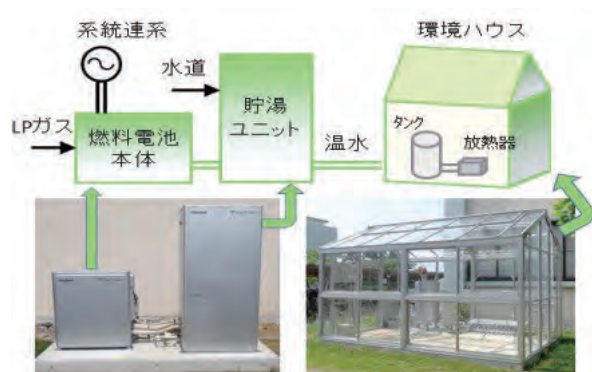 系統連系
環境ハウス
水道
貯湯
ユニット
LPガス
燃料電池
本体
温水
タンク
放熱器